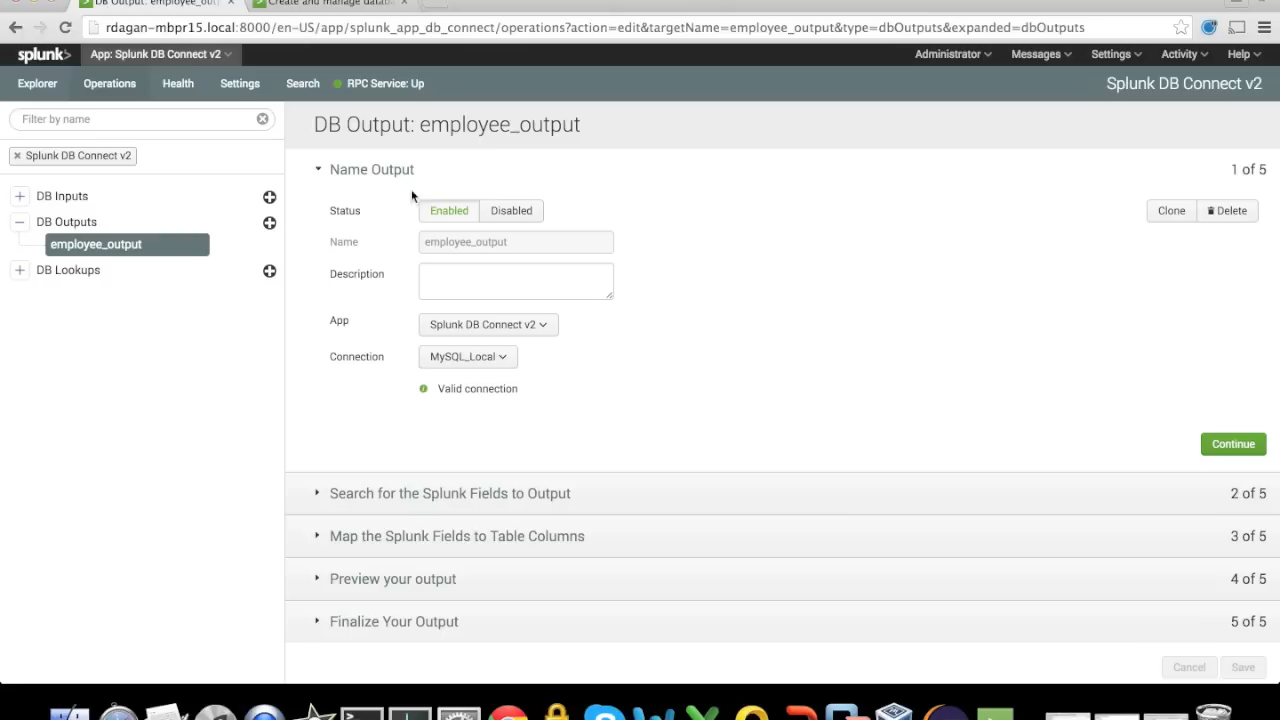 DB Output: employee_out
Create and manage datab
rdagan-mbpr15.local:8000/en-US/app/splunk_app_db_connect/operations?action=edit&targetName=employee_output&type=dbOutputs&expanded=dbOutputs
splunk> App: Splunk DB Connect v2 Administrator Messages Settings Activity Help
Explorer Operations Health Settings Search RPC Service: Up Splunk DB Connect v2
Filter by name
Splunk DB Connect v2
DB Inputs
DB Outputs
employee_output
DB Lookups
DB Output: employee_output
Name Output 1 of 5
Status Enabled Disabled Clone Delete
Name employee_output
Description
App Splunk DB Connect v2
Connection MySQL_Local
Valid connection
Continue
Search for the Splunk Fields to Output 2 of 5
Map the Splunk Fields to Table Columns 3 of 5
Preview your output 4 of 5
Finalize Your Output 5 of 5
Cancel Save